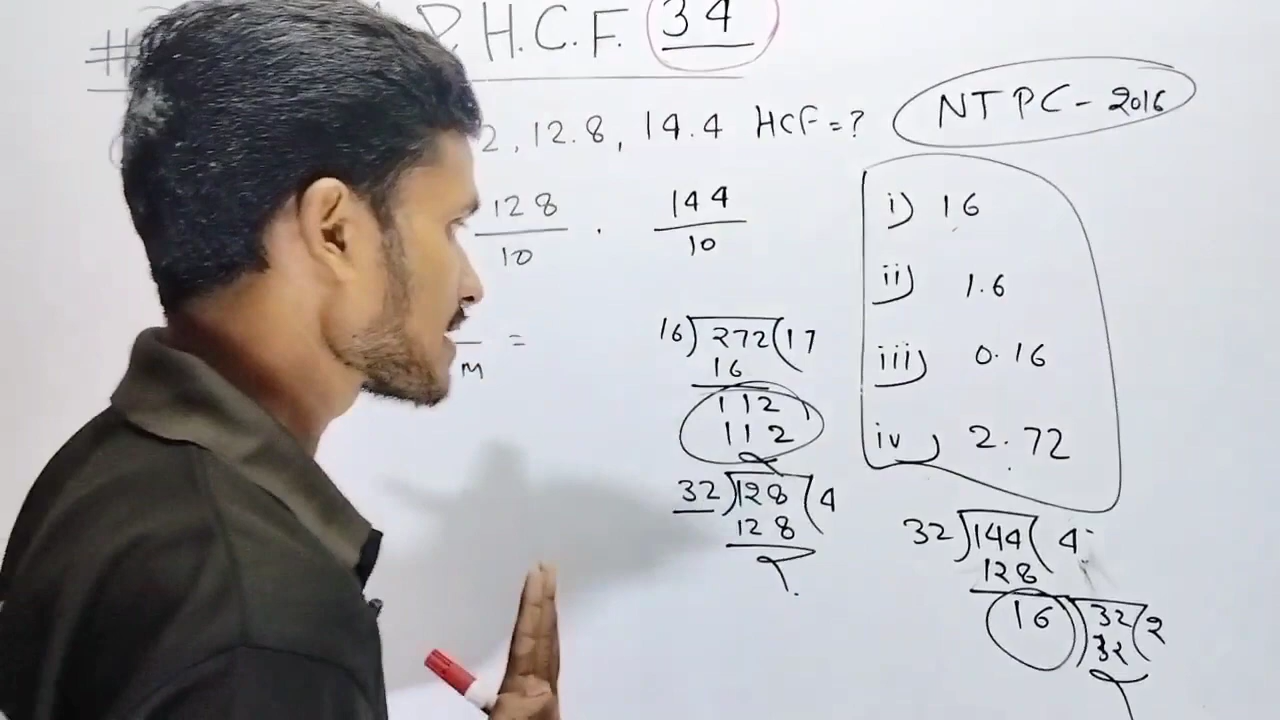 # P. H.C.F. 34
2, 12.8, 14.4 HCF=?
NTPC-2016
128
10
.
144
10
M =
i) 16
ii) 1.6
iii) 0.16
iv) 2.72
16)272(17
16
112
112
32)128(4
128
32)144(4
128
16)32(2
32